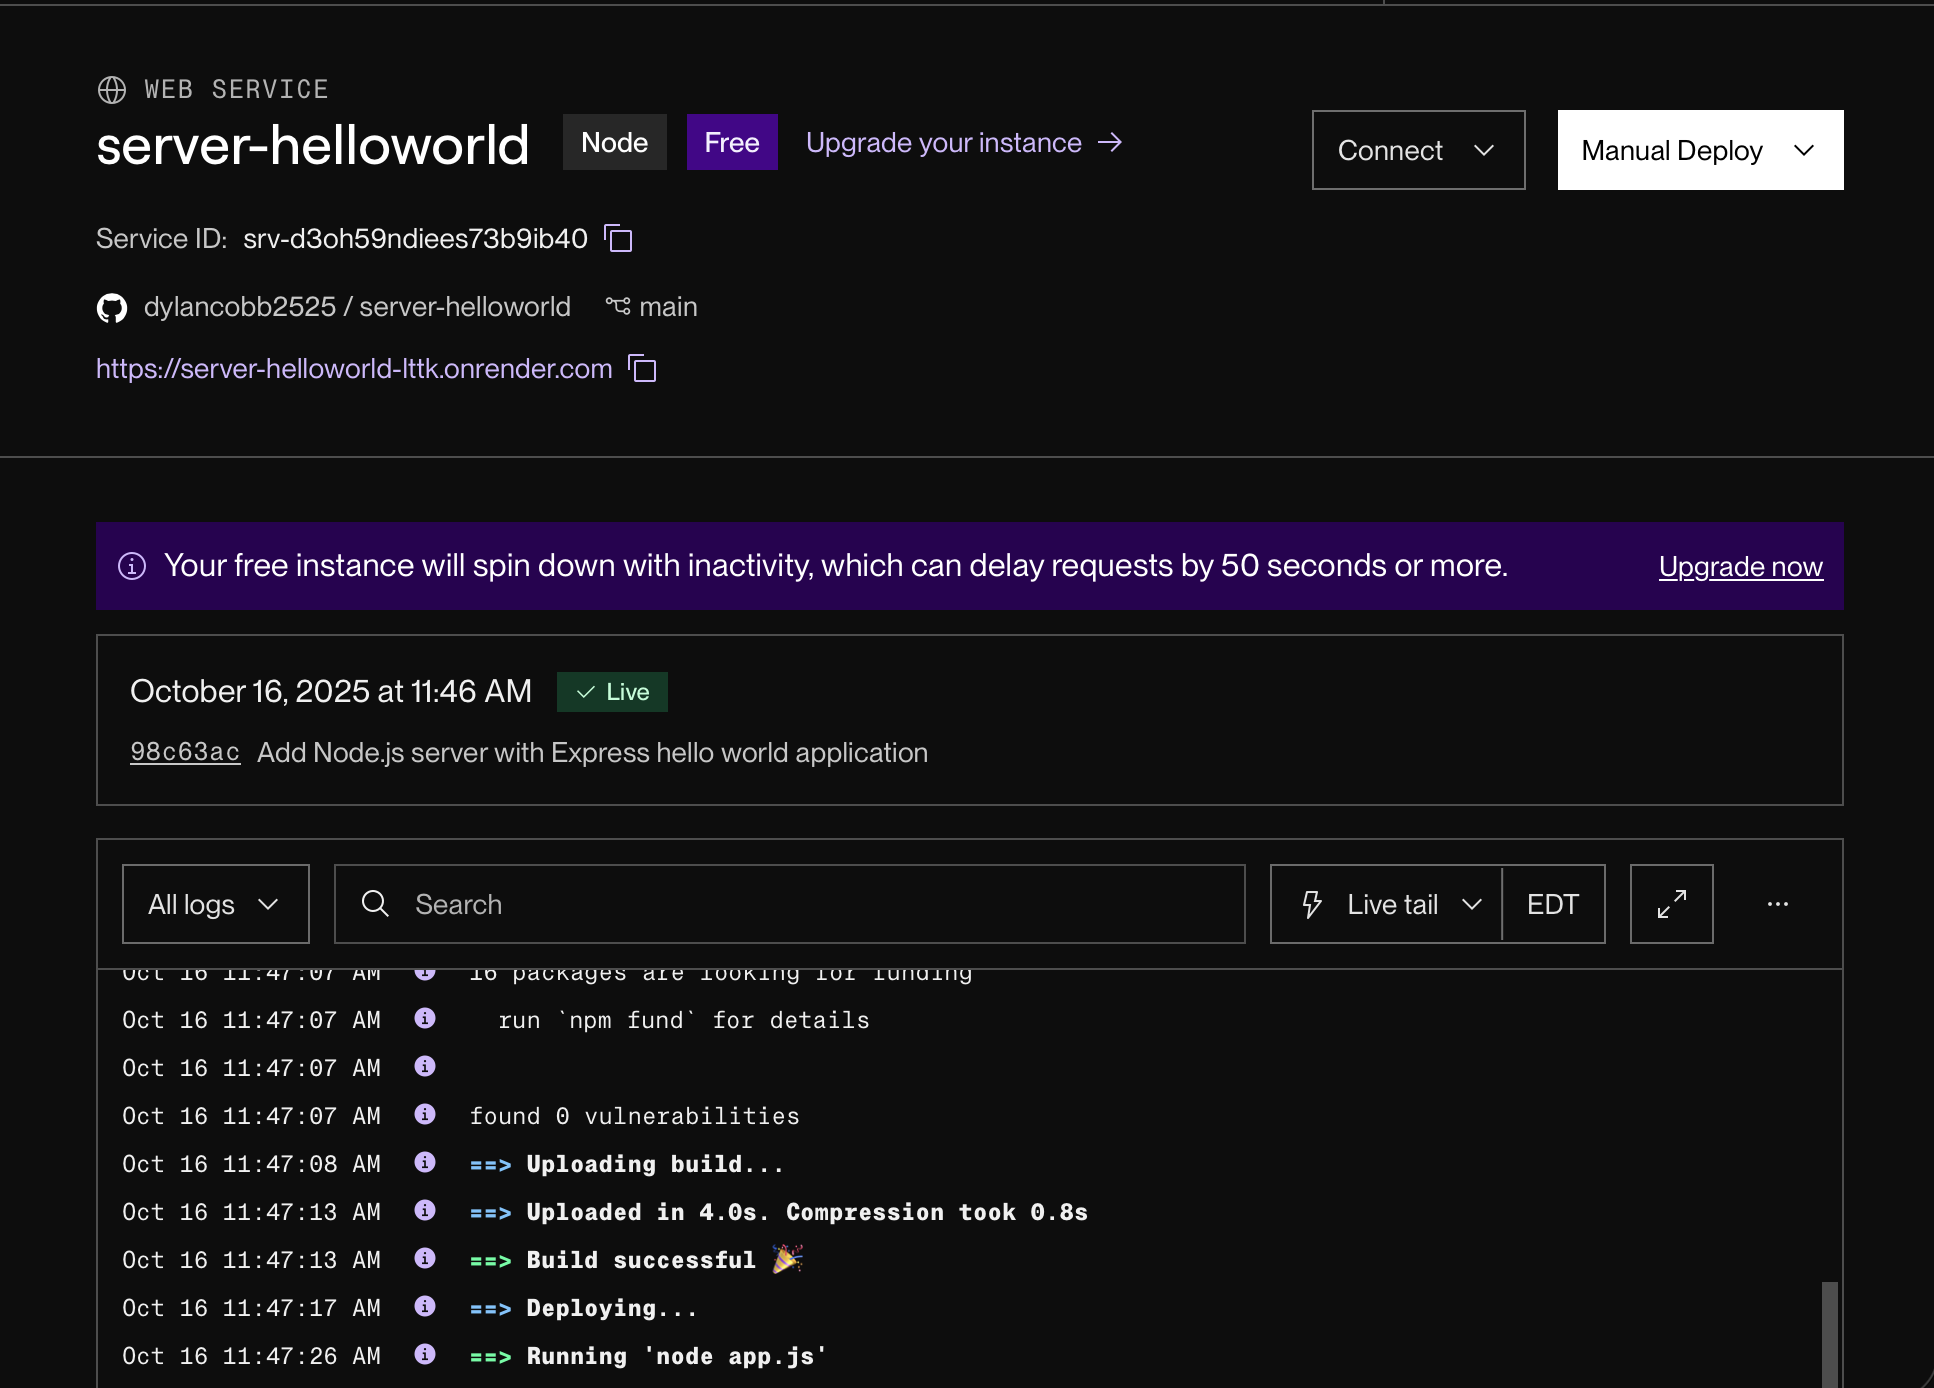 WEB SERVICE
server-helloworld Node Free Upgrade your instance → Connect Manual Deploy
Service ID: srv-d3oh59ndiees73b9ib40
dylancobb2525 / server-helloworld main
https://server-helloworld-lttk.onrender.com
Your free instance will spin down with inactivity, which can delay requests by 50 seconds or more. Upgrade now
October 16, 2025 at 11:46 AM ✓ Live
98c63ac Add Node.js server with Express hello world application
All logs Search Live tail EDT ...
Oct 16 11:47:07 AM 16 packages are looking for funding
Oct 16 11:47:07 AM run `npm fund` for details
Oct 16 11:47:07 AM
Oct 16 11:47:07 AM found 0 vulnerabilities
Oct 16 11:47:08 AM ==> Uploading build...
Oct 16 11:47:13 AM ==> Uploaded in 4.0s. Compression took 0.8s
Oct 16 11:47:13 AM ==> Build successful 🎉
Oct 16 11:47:17 AM ==> Deploying...
Oct 16 11:47:26 AM ==> Running 'node app.js'